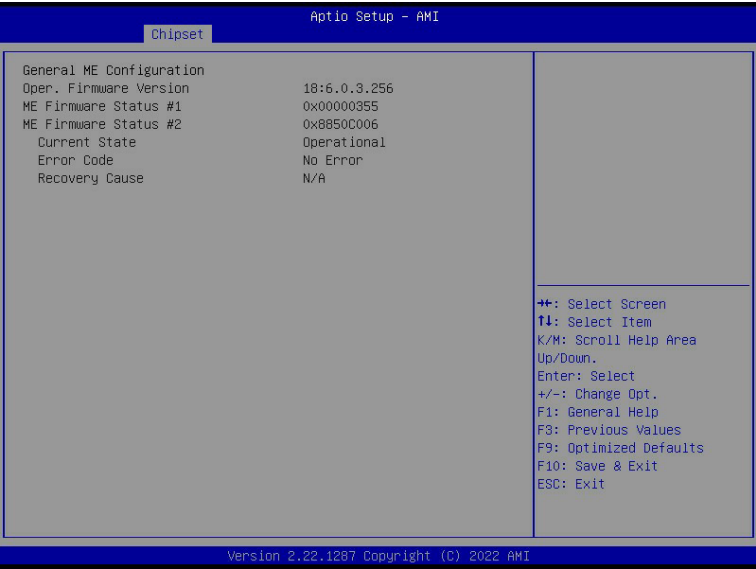 Aptio Setup - AMI
Chipset
General ME Configuration
Oper. Firmware Version 18:6.0.3.256
ME Firmware Status #1 0x00000355
ME Firmware Status #2 0x8850C006
Current State Operational
Error Code No Error
Recovery Cause N/A
→←: Select Screen
↑↓: Select Item
K/M: Scroll Help Area
Up/Down.
Enter: Select
+/-: Change Opt.
F1: General Help
F3: Previous Values
F9: Optimized Defaults
F10: Save & Exit
ESC: Exit
Version 2.22.1287 Copyright (C) 2022 AMI